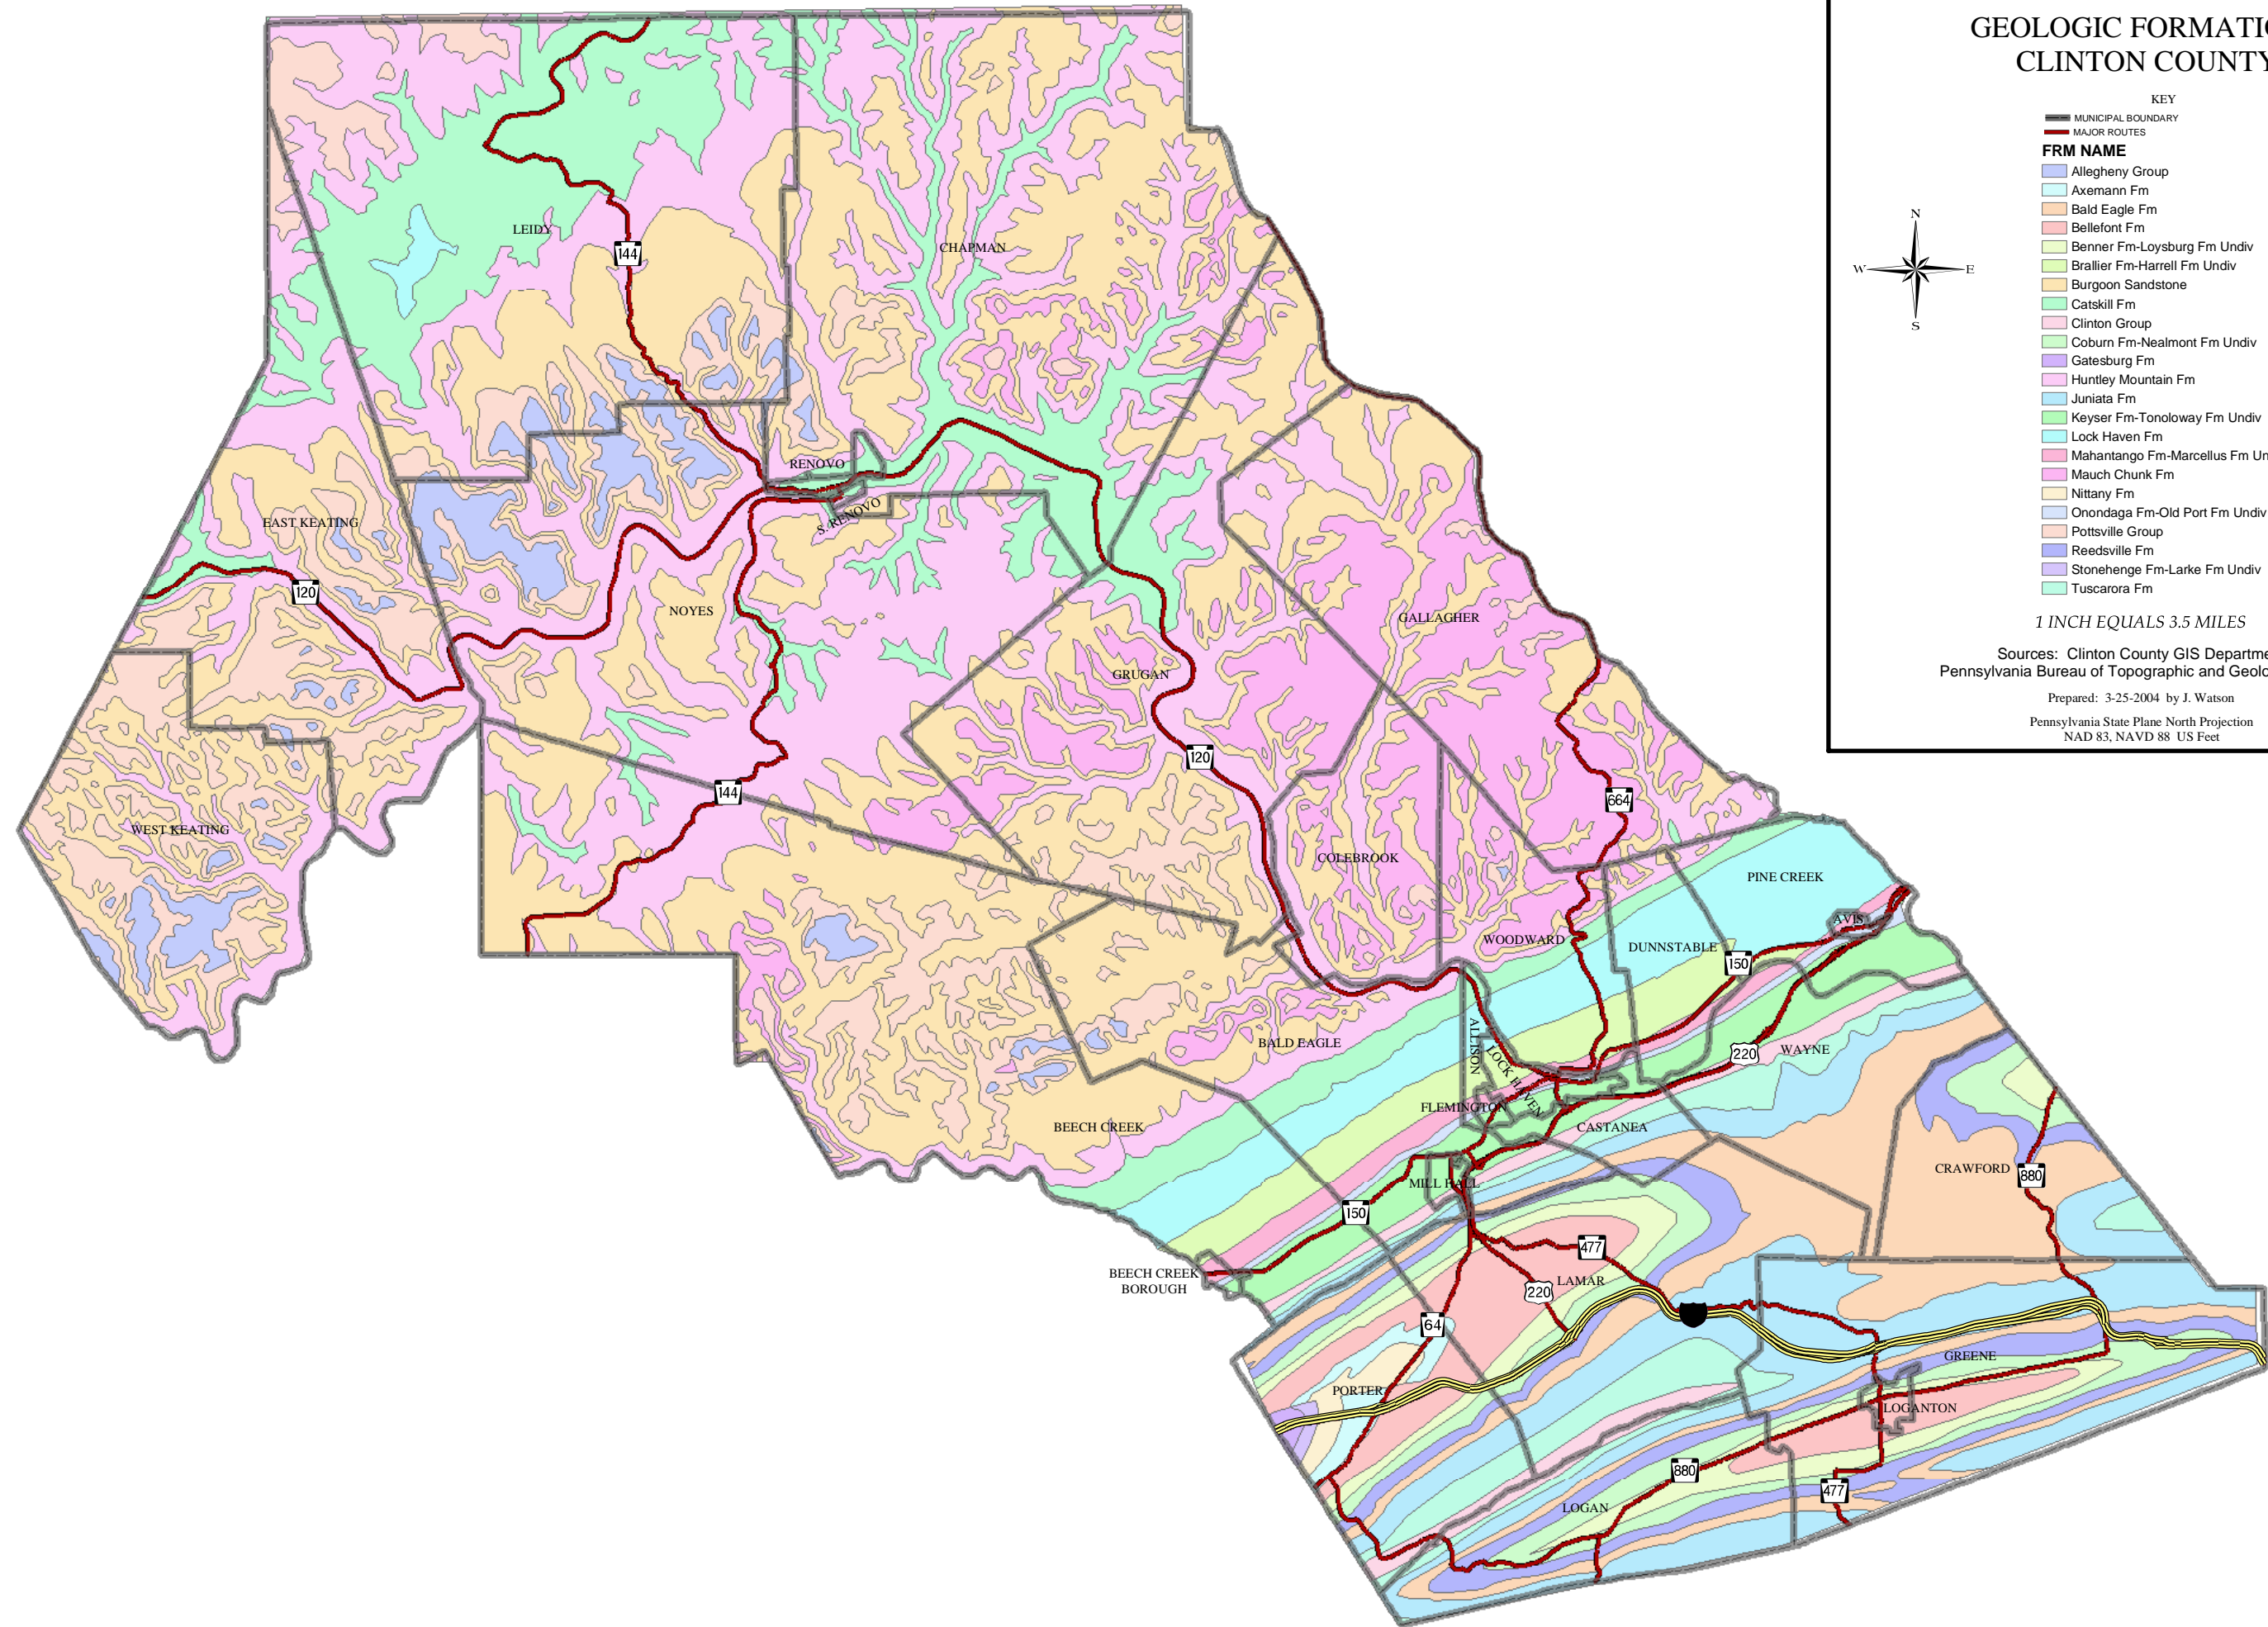 GEOLOGIC FORMATIO
CLINTON COUNTY
KEY
MUNICIPAL BOUNDARY
MAJOR ROUTES
FRM NAME
Allegheny Group
Axemann Fm
Bald Eagle Fm
Bellefont Fm
Benner Fm-Loysburg Fm Undiv
Brallier Fm-Harrell Fm Undiv
Burgoon Sandstone
Catskill Fm
Clinton Group
Coburn Fm-Nealmont Fm Undiv
Gatesburg Fm
Huntley Mountain Fm
Juniata Fm
Keyser Fm-Tonoloway Fm Undiv
Lock Haven Fm
Mahantango Fm-Marcellus Fm Un
Mauch Chunk Fm
Nittany Fm
Onondaga Fm-Old Port Fm Undiv
Pottsville Group
Reedsville Fm
Stonehenge Fm-Larke Fm Undiv
Tuscarora Fm
1 INCH EQUALS 3.5 MILES
Sources: Clinton County GIS Departme
Pennsylvania Bureau of Topographic and Geolo
Prepared: 3-25-2004 by J. Watson
Pennsylvania State Plane North Projection
NAD 83, NAVD 88 US Feet
N
W
E
S
LEIDY
144
CHAPMAN
RENOVO
S. RENOVO
EAST KEATING
120
NOYES
GALLAGHER
GRUGAN
120
144
664
WEST KEATING
COLEBROOK
PINE CREEK
AVIS
WOODWARD
DUNNSTABLE
150
BALD EAGLE
ALLISON
LOCK HAVEN
220
WAYNE
FLEMINGTON
BEECH CREEK
CASTANEA
CRAWFORD
880
MILL HALL
150
477
BEECH CREEK
BOROUGH
LAMAR
220
64
GREENE
PORTER
LOGANTON
880
477
LOGAN